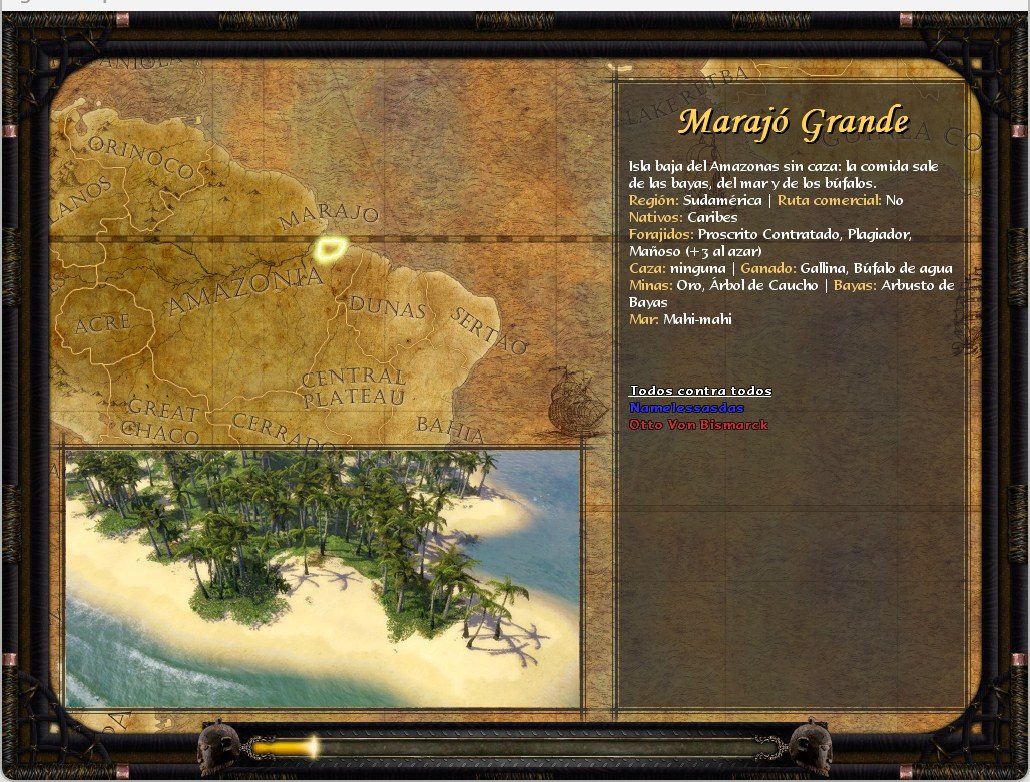 ORINOCO
LLANOS
MARAJO
AMAZONIA
ACRE
DUNAS
SERTAO
CENTRAL
PLATEAU
GREAT
CHACO
CERRADO
BAHIA
Marajó Grande
Isla baja del Amazonas sin caza: la comida sale
de las bayas, del mar y de los búfalos.
Región: Sudamérica | Ruta comercial: No
Nativos: Caribes
Forajidos: Proscrito Contratado, Plagiador,
Mañoso (+3 al azar)
Caza: ninguna | Ganado: Gallina, Búfalo de agua
Minas: Oro, Árbol de Caucho | Bayas: Arbusto de
Bayas
Mar: Mahi-mahi
Todos contra todos
Namelessasdas
Otto Von Bismarck